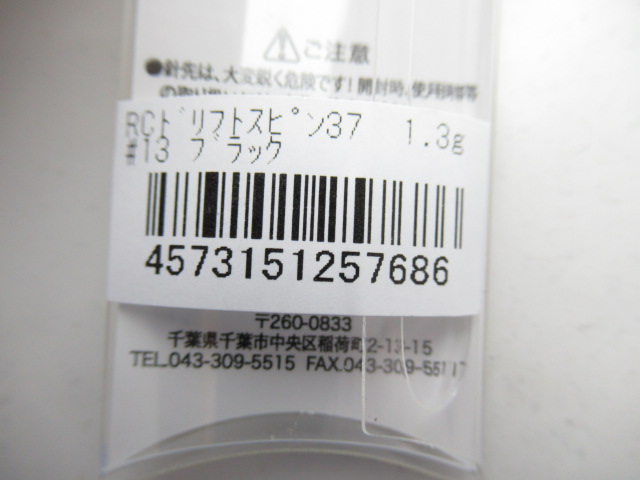 ご注意
●針先は、大変鋭く危険です!開封時、使用時等
RCﾄﾞﾘﾌﾄｽﾋﾟﾝ37 1.3g
#13 ﾌﾞﾗｯｸ
4573151257686
〒260-0833
千葉県千葉市中央区稲荷町2-13-15
TEL.043-309-5515 FAX.043-309-5517